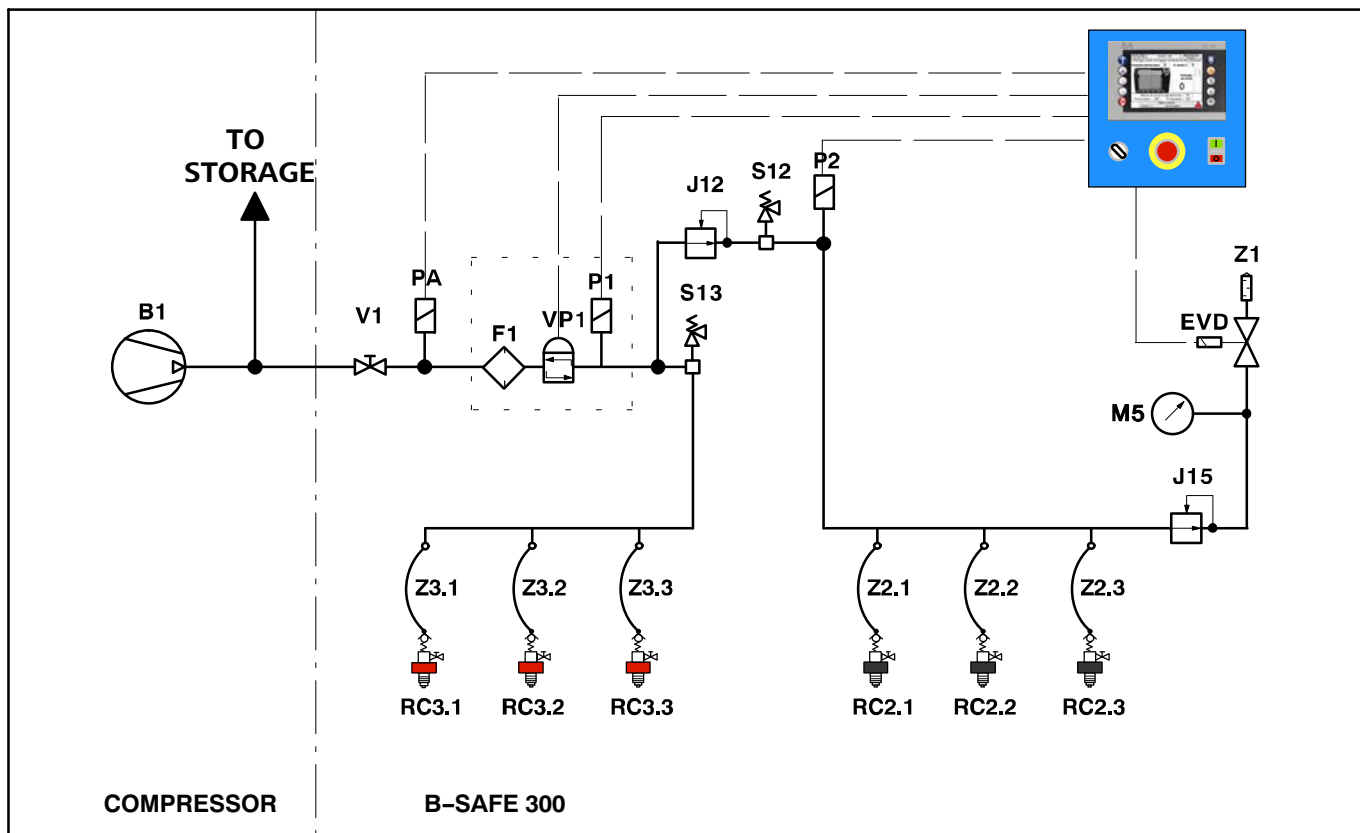 TO
STORAGE
B1
V1
PA
F1
VP1
P1
S13
J12
S12
P2
Z1
EVD
M5
J15
Z3.1
Z3.2
Z3.3
Z2.1
Z2.2
Z2.3
RC3.1
RC3.2
RC3.3
RC2.1
RC2.2
RC2.3
0
I
O
COMPRESSOR
B–SAFE 300